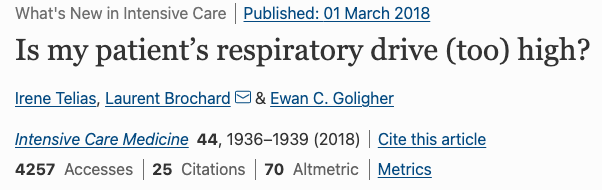 What's New in Intensive Care | Published: 01 March 2018
Is my patient’s respiratory drive (too) high?
Irene Telias, Laurent Brochard & Ewan C. Goligher
Intensive Care Medicine 44, 1936–1939 (2018) | Cite this article
4257 Accesses | 25 Citations | 70 Altmetric | Metrics